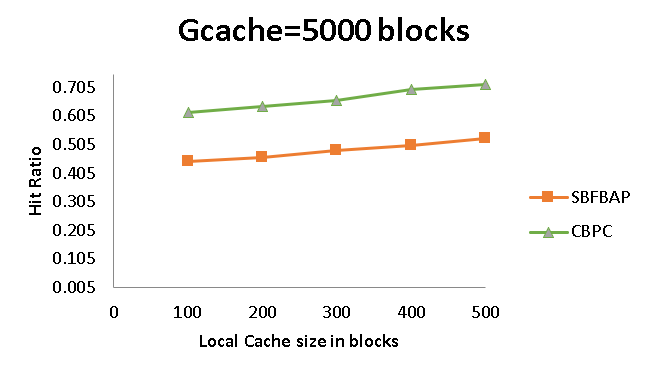 Gcache=5000 blocks
0.705
0.605
0.505
0.405
0.305
0.205
0.105
0.005
Hit Ratio
0 100 200 300 400 500
Local Cache size in blocks
SBFBAP
CBPC